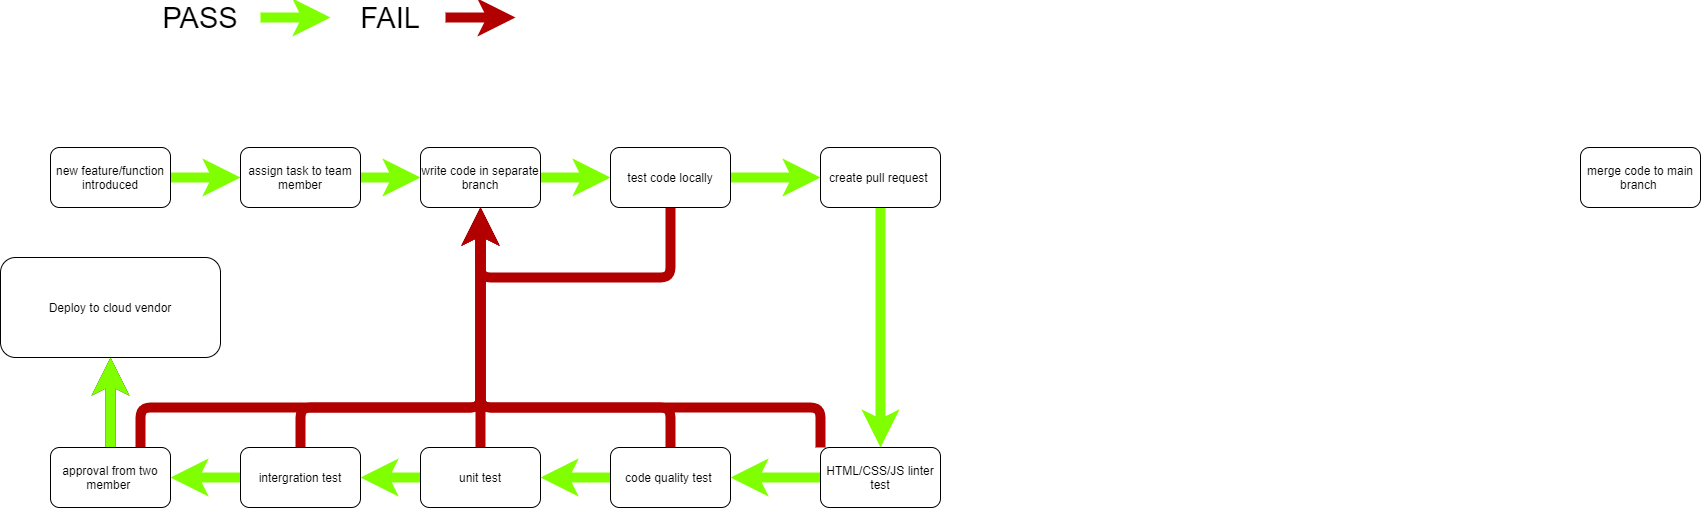 PASS
FAIL
new feature/function
introduced
assign task to team
member
write code in separate
branch
test code locally
create pull request
merge code to main
branch
Deploy to cloud vendor
approval from two
member
intergration test
unit test
code quality test
HTML/CSS/JS linter
test